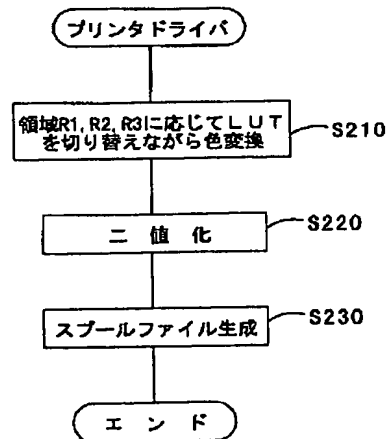 プリンタドライバ
領域R1,R2,R3に応じてLUT
を切り替えながら色変換
S210
二値化
S220
スプールファイル生成
S230
エンド